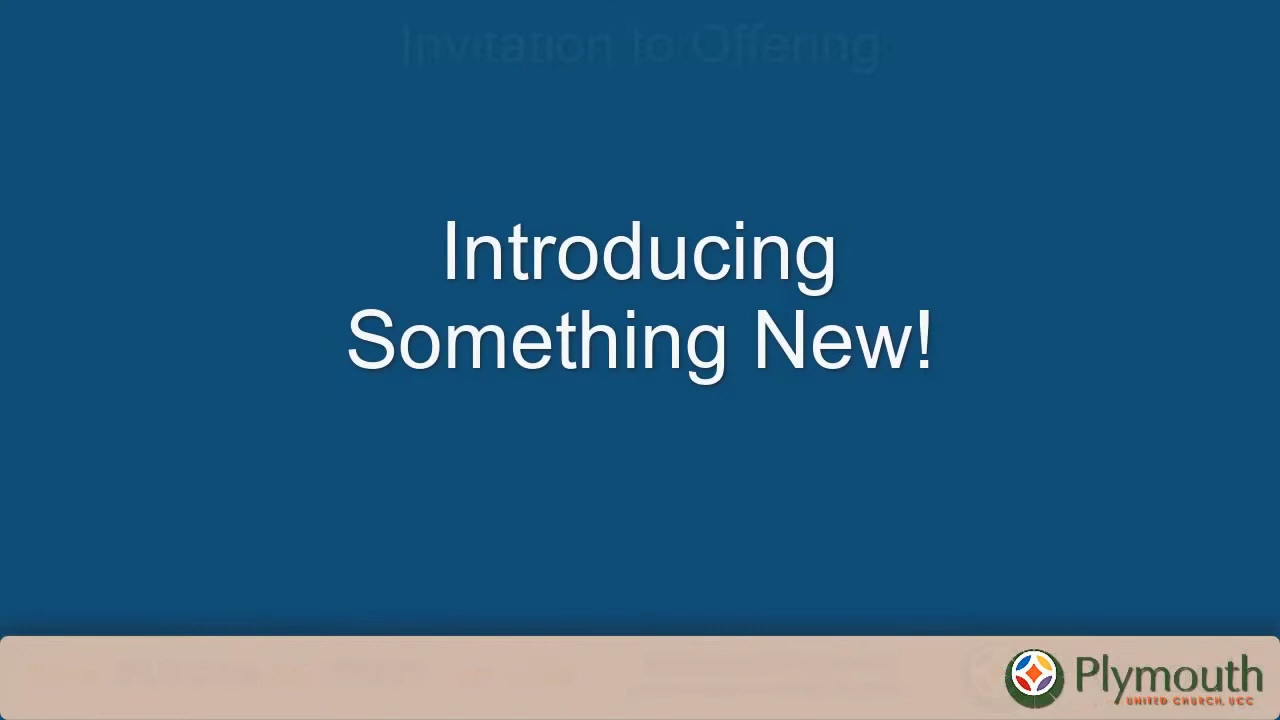 Invitation to Offering
Introducing
Something New!
Plymouth
UNITED CHURCH, UCC